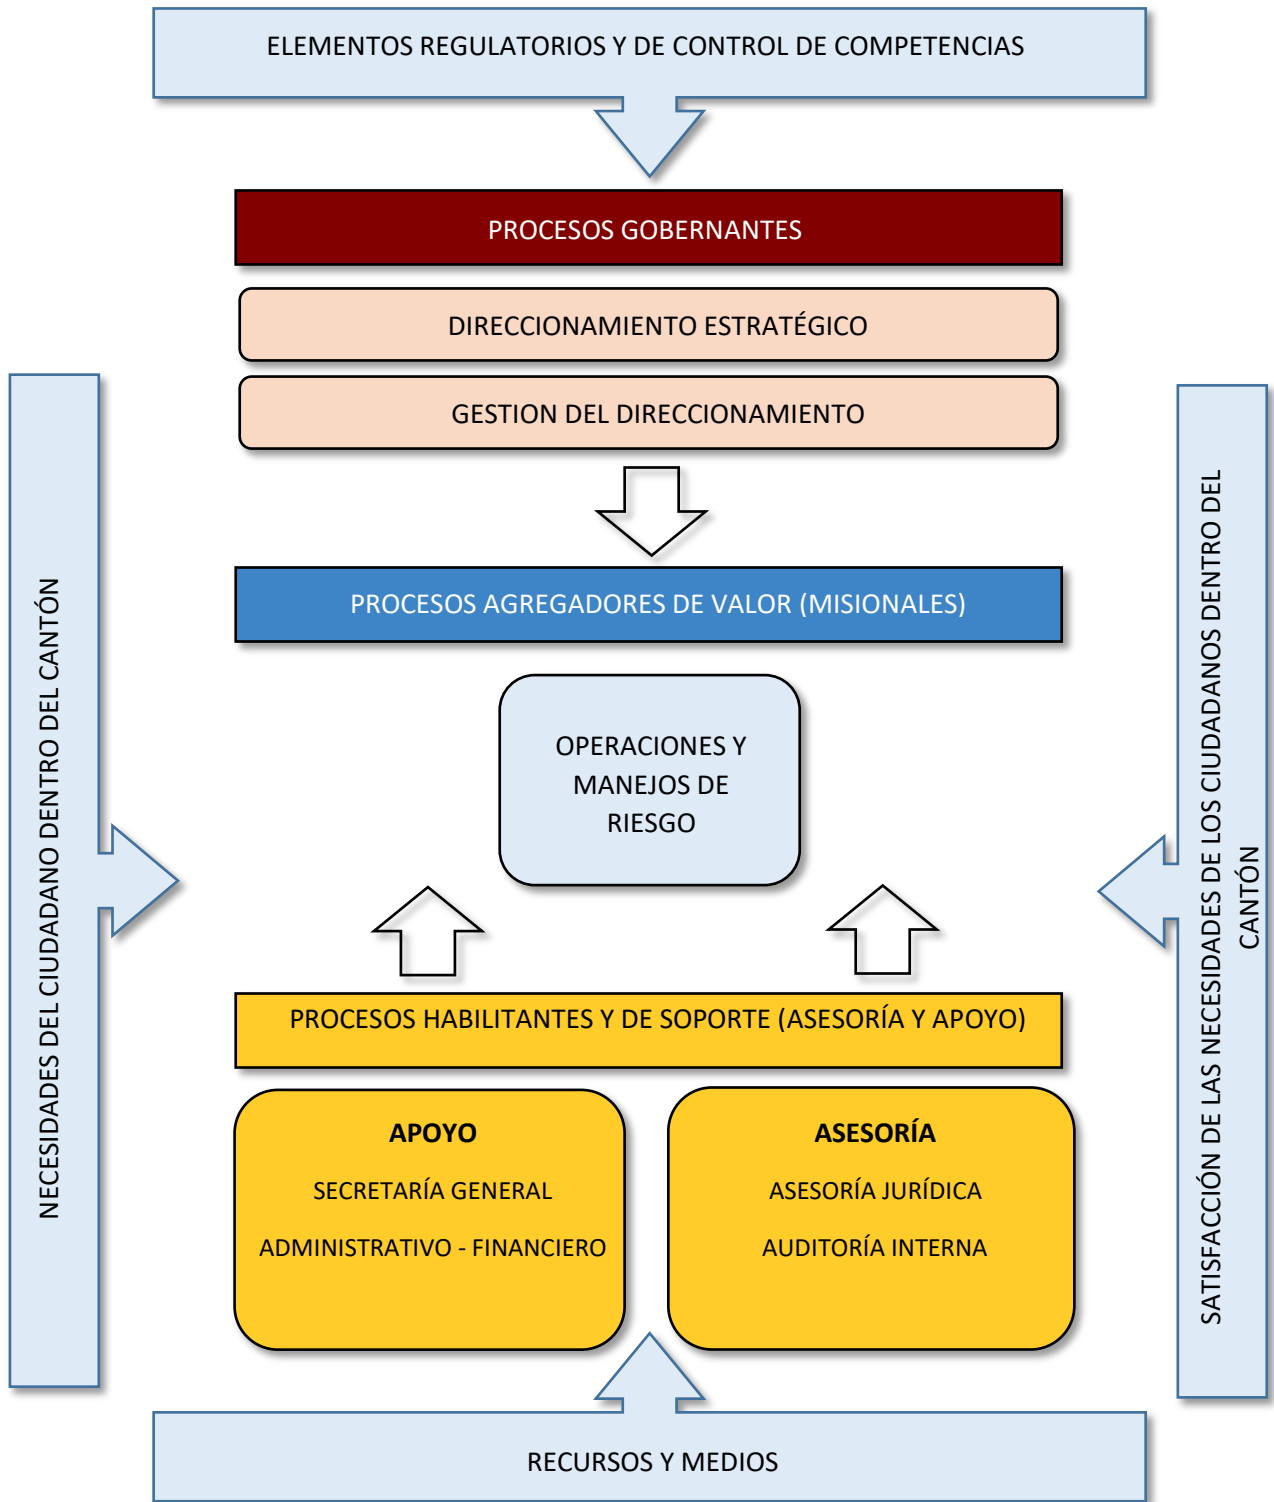 ELEMENTOS REGULATORIOS Y DE CONTROL DE COMPETENCIAS
PROCESOS GOBERNANTES
DIRECCIONAMIENTO ESTRATÉGICO
GESTION DEL DIRECCIONAMIENTO
NECESIDADES DEL CIUDADANO DENTRO DEL CANTÓN
PROCESOS AGREGADORES DE VALOR (MISIONALES)
OPERACIONES Y
MANEJOS DE
RIESGO
SATISFACCIÓN DE LAS NECESIDADES DE LOS CIUDADANOS DENTRO DEL
CANTÓN
PROCESOS HABILITANTES Y DE SOPORTE (ASESORÍA Y APOYO)
APOYO
SECRETARÍA GENERAL
ADMINISTRATIVO - FINANCIERO
ASESORÍA
ASESORÍA JURÍDICA
AUDITORÍA INTERNA
RECURSOS Y MEDIOS